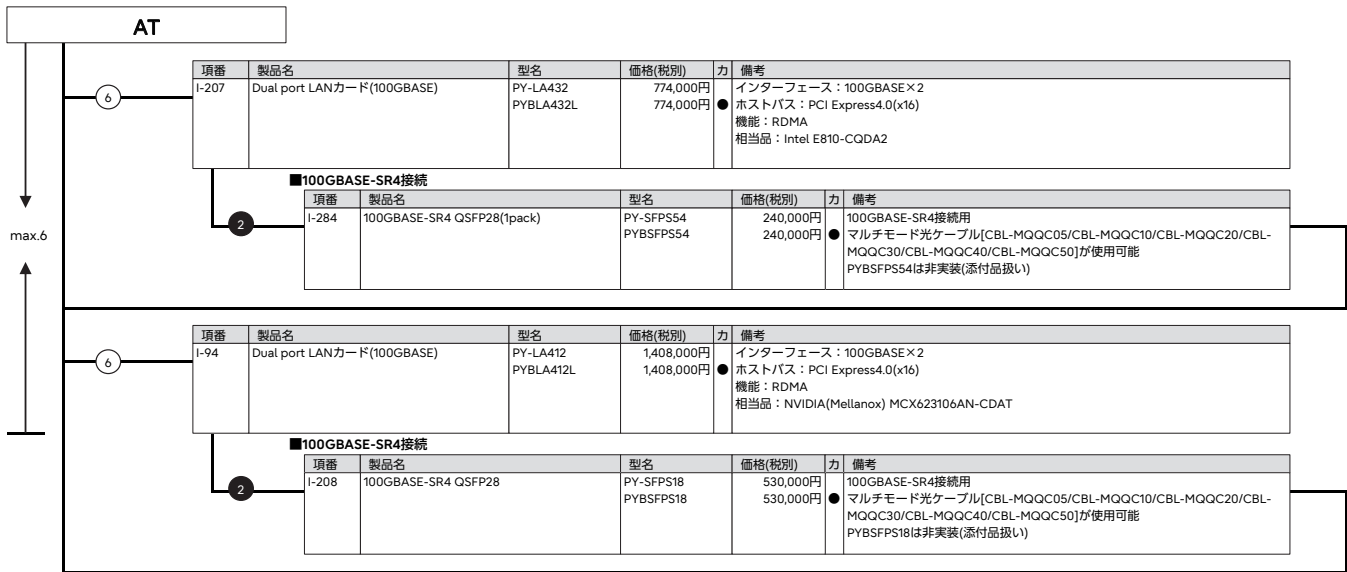 AT
max.6
項番 製品名 型名 価格(税別) カ 備考
6
I-207 Dual port LANカード(100GBASE) PY-LA432 774,000円 インターフェース：100GBASE×2
PYBLA432L 774,000円 ● ホストバス：PCI Express4.0(x16)
機能：RDMA
相当品：Intel E810-CQDA2
■100GBASE-SR4接続
項番 製品名 型名 価格(税別) カ 備考
2
I-284 100GBASE-SR4 QSFP28(1pack) PY-SFPS54 240,000円 100GBASE-SR4接続用
PYBSFPS54 240,000円 ● マルチモード光ケーブル[CBL-MQQC05/CBL-MQQC10/CBL-MQQC20/CBL-
MQQC30/CBL-MQQC40/CBL-MQQC50]が使用可能
PYBSFPS54は非実装(添付品扱い)
項番 製品名 型名 価格(税別) カ 備考
6
I-94 Dual port LANカード(100GBASE) PY-LA412 1,408,000円 インターフェース：100GBASE×2
PYBLA412L 1,408,000円 ● ホストバス：PCI Express4.0(x16)
機能：RDMA
相当品：NVIDIA(Mellanox) MCX623106AN-CDAT
■100GBASE-SR4接続
項番 製品名 型名 価格(税別) カ 備考
2
I-208 100GBASE-SR4 QSFP28 PY-SFPS18 530,000円 100GBASE-SR4接続用
PYBSFPS18 530,000円 ● マルチモード光ケーブル[CBL-MQQC05/CBL-MQQC10/CBL-MQQC20/CBL-
MQQC30/CBL-MQQC40/CBL-MQQC50]が使用可能
PYBSFPS18は非実装(添付品扱い)